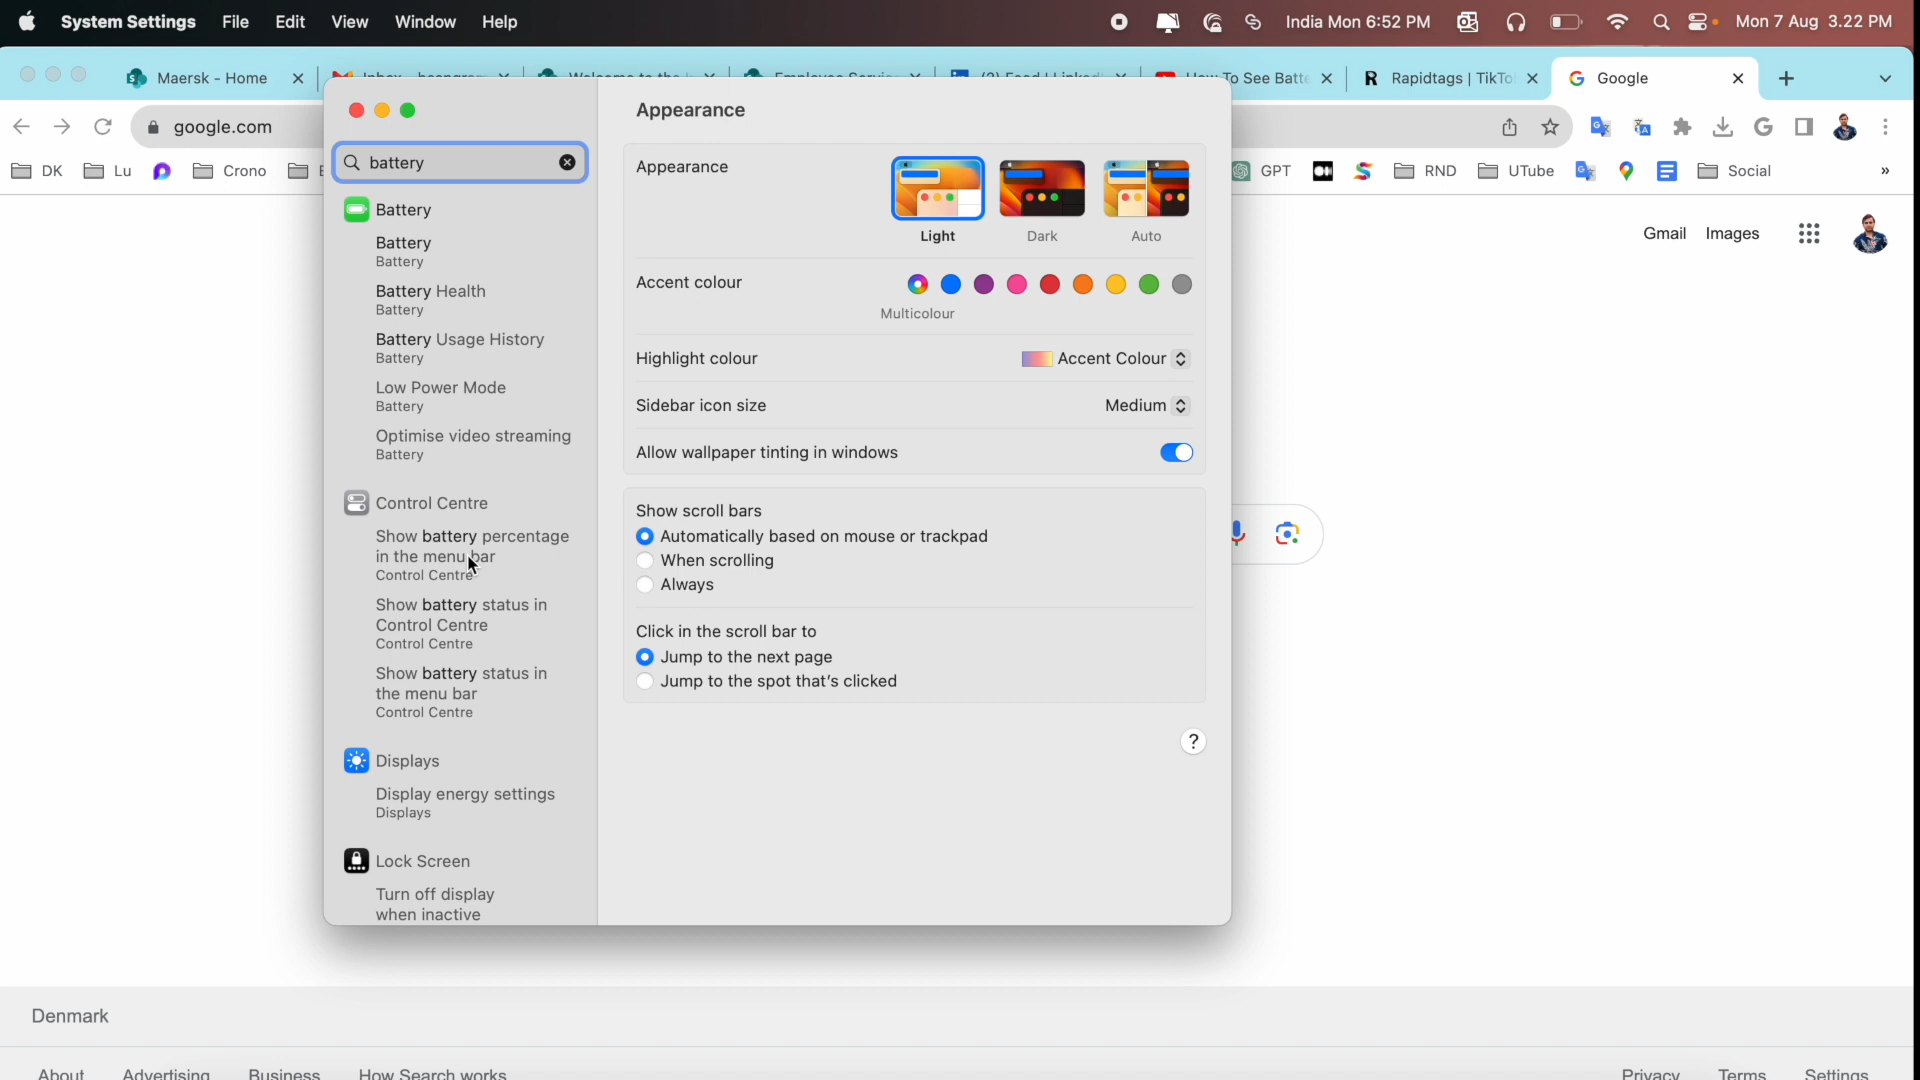 System Settings File Edit View Window Help India Mon 6:52 PM Mon 7 Aug 3.22 PM
Maersk - Home To See Batte Rapidtags | TikTo Google
google.com
DK Lu Crono GPT RND UTube Social »
Gmail Images
battery
Battery
Battery
Battery
Battery Health
Battery
Battery Usage History
Battery
Low Power Mode
Battery
Optimise video streaming
Battery
Control Centre
Show battery percentage
in the menu bar
Control Centre
Show battery status in
Control Centre
Control Centre
Show battery status in
the menu bar
Control Centre
Displays
Display energy settings
Displays
Lock Screen
Turn off display
when inactive
Appearance
Appearance
Light Dark Auto
Accent colour
Multicolour
Highlight colour Accent Colour
Sidebar icon size Medium
Allow wallpaper tinting in windows
Show scroll bars
Automatically based on mouse or trackpad
When scrolling
Always
Click in the scroll bar to
Jump to the next page
Jump to the spot that's clicked
?
Denmark
About Advertising Business How Search works Privacy Terms Settings